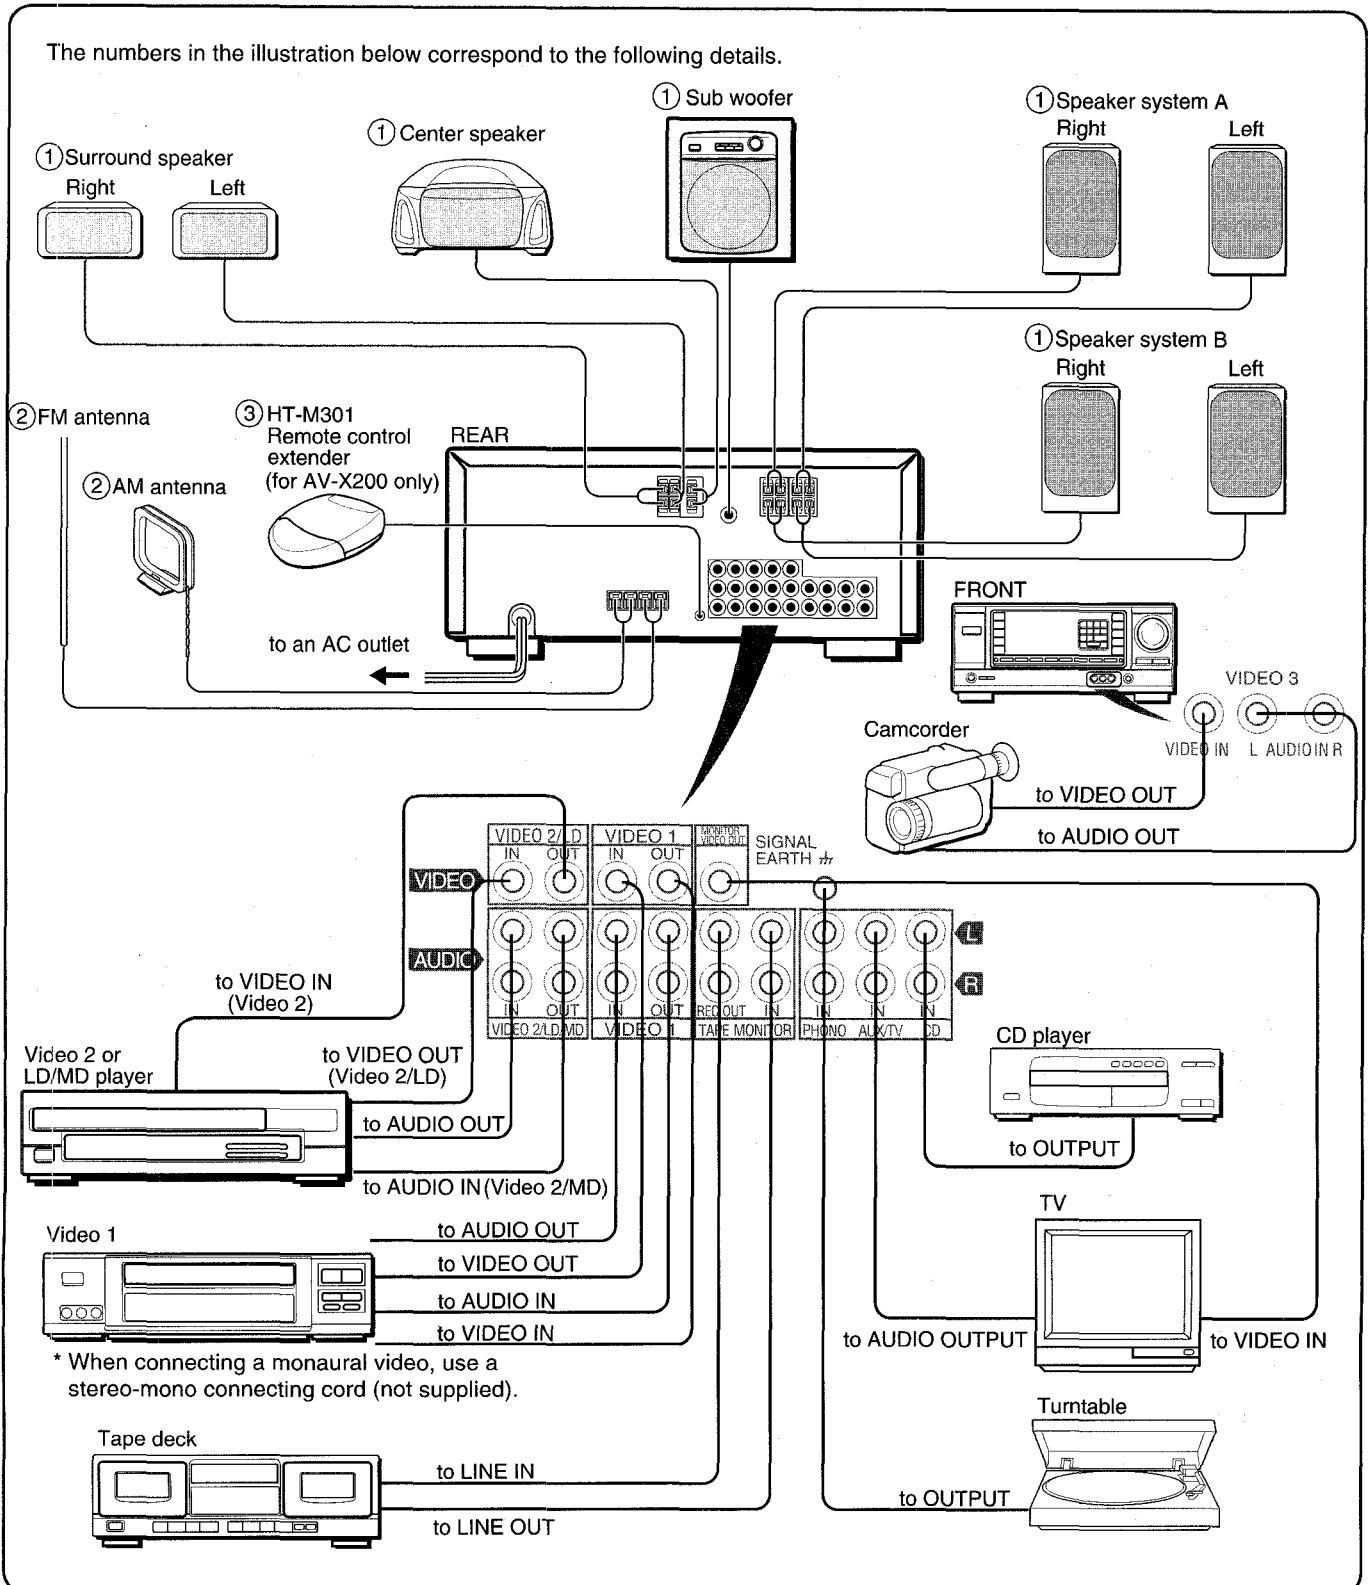 The numbers in the illustration below correspond to the following details.
① Sub woofer
① Speaker system A
Right
Left
① Center speaker
① Surround speaker
Right
Left
① Speaker system B
Right
Left
② FM antenna
③ HT-M301
Remote control
extender
(for AV-X200 only)
REAR
② AM antenna
to an AC outlet
FRONT
VIDEO 3
VIDEO IN
L AUDIO IN R
Camcorder
to VIDEO OUT
to AUDIO OUT
VIDEO 2/LD
VIDEO 1
MONITOR
VIDEO OUT
SIGNAL
EARTH
IN
OUT
IN
OUT
VIDEO
L
AUDIO
R
IN
OUT
IN
OUT
REC OUT
IN
IN
IN
IN
VIDEO 2/LD/MD
VIDEO 1
TAPE MONITOR
PHONO
AUX/TV
CD
to VIDEO IN
(Video 2)
Video 2 or
LD/MD player
to VIDEO OUT
(Video 2/LD)
to AUDIO OUT
to AUDIO IN (Video 2/MD)
CD player
to OUTPUT
Video 1
to AUDIO OUT
to VIDEO OUT
to AUDIO IN
to VIDEO IN
* When connecting a monaural video, use a
stereo-mono connecting cord (not supplied).
TV
to AUDIO OUTPUT
to VIDEO IN
Tape deck
to LINE IN
to LINE OUT
Turntable
to OUTPUT